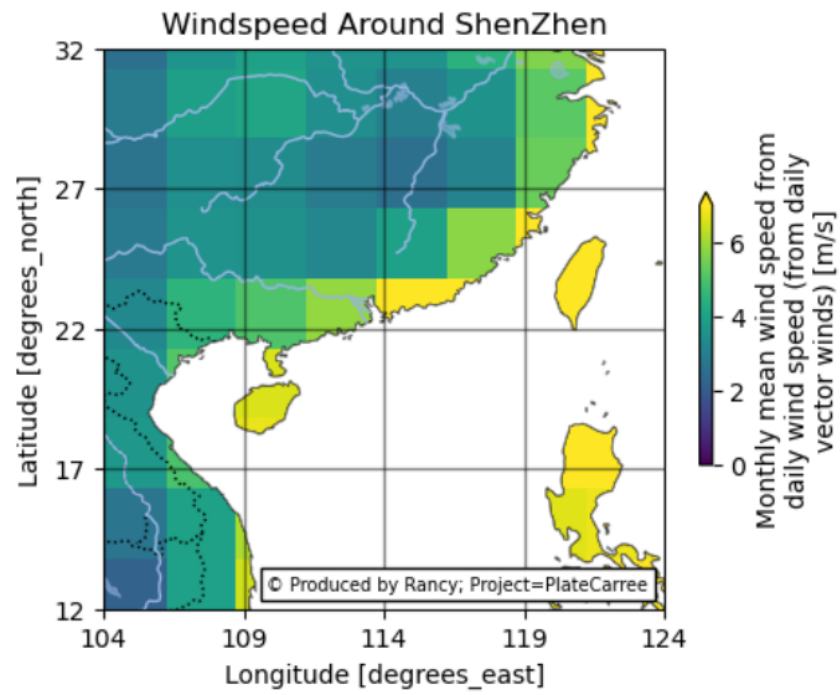 Windspeed Around ShenZhen
32
27
22
17
12
Latitude [degrees_north]
104
109
114
119
124
Longitude [degrees_east]
© Produced by Rancy; Project=PlateCarree
6
4
2
0
Monthly mean wind speed from
daily wind speed (from daily
vector winds) [m/s]